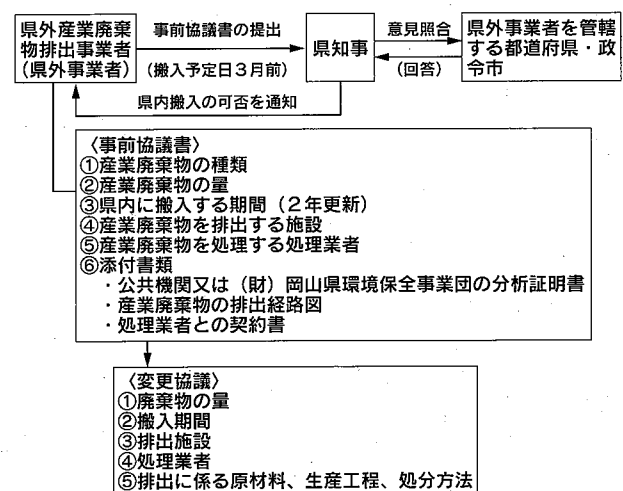 県外産業廃棄
物排出事業者
(県外事業者)
事前協議書の提出
(搬入予定日3月前)
県知事
意見照会
(回答)
県外事業者を管轄
する都道府県・政
令市
県内搬入の可否を通知
〈事前協議書〉
①産業廃棄物の種類
②産業廃棄物の量
③県内に搬入する期間(2年更新)
④産業廃棄物を排出する施設
⑤産業廃棄物を処理する処理業者
⑥添付書類
・公共機関又は(財)岡山県環境保全事業団の分析証明書
・産業廃棄物の排出経路図
・処理業者との契約書
〈変更協議〉
①廃棄物の量
②搬入期間
③排出施設
④処理業者
⑤排出に係る原材料、生産工程、処分方法